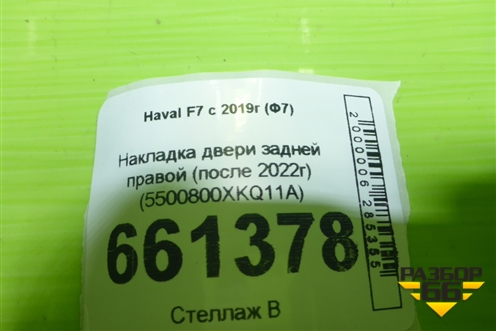 Haval F7 с 2019г (Ф7)
Накладка двери задней
правой (после 2022г)
(5500800XKQ11A)
661378
Стеллаж В
2000006285365
РАЗБОР
66